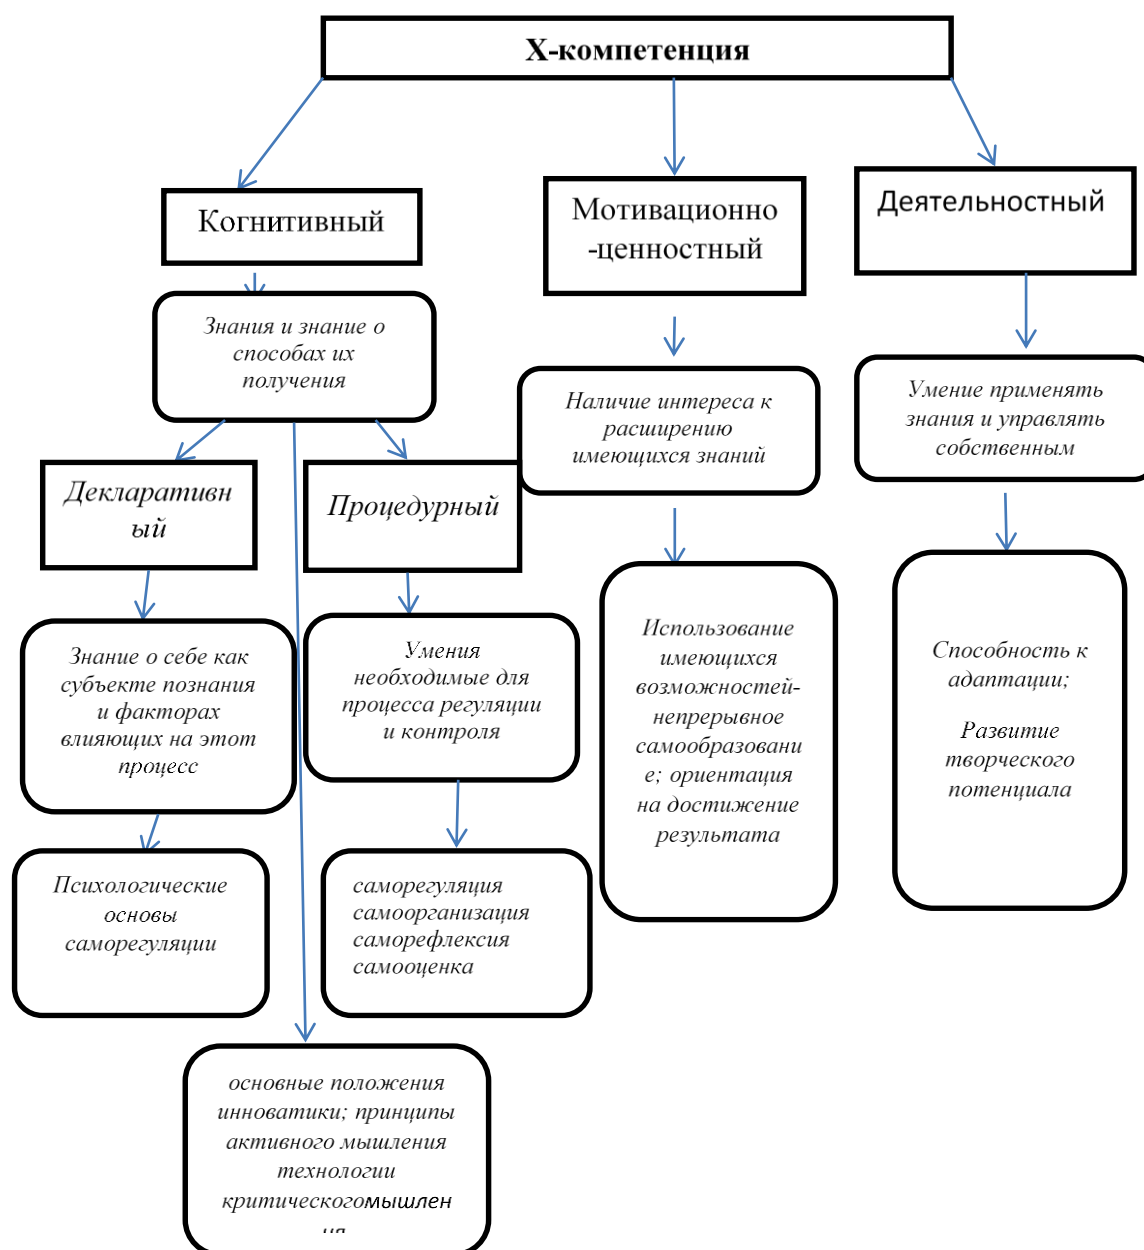 Х-компетенция
Когнитивный
Мотивационно
-ценностный
Деятельностный
Знания и знание о
способах их
получения
Наличие интереса к
расширению
имеющихся знаний
Умение применять
знания и управлять
собственным
Декларативн
ый
Процедурный
Знание о себе как
субъекте познания
и факторах
влияющих на этот
процесс
Умения
необходимые для
процесса регуляции
и контроля
Использование
имеющихся
возможностей-
непрерывное
самообразовани
е; ориентация
на достижение
результата
Способность к
адаптации;
Развитие
творческого
потенциала
Психологические
основы
саморегуляции
саморегуляция
самоорганизация
саморефлексия
самооценка
основные положения
инноватики; принципы
активного мышления
технологии
критическогомышлен
ия